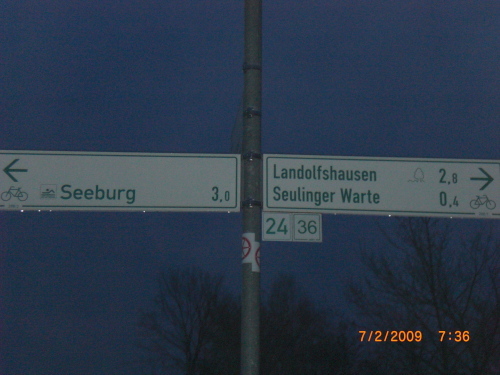 Seeburg 3,0
Landolfshausen 2,8
Seulinger Warte 0,4
24 36
7/2/2009 7:36